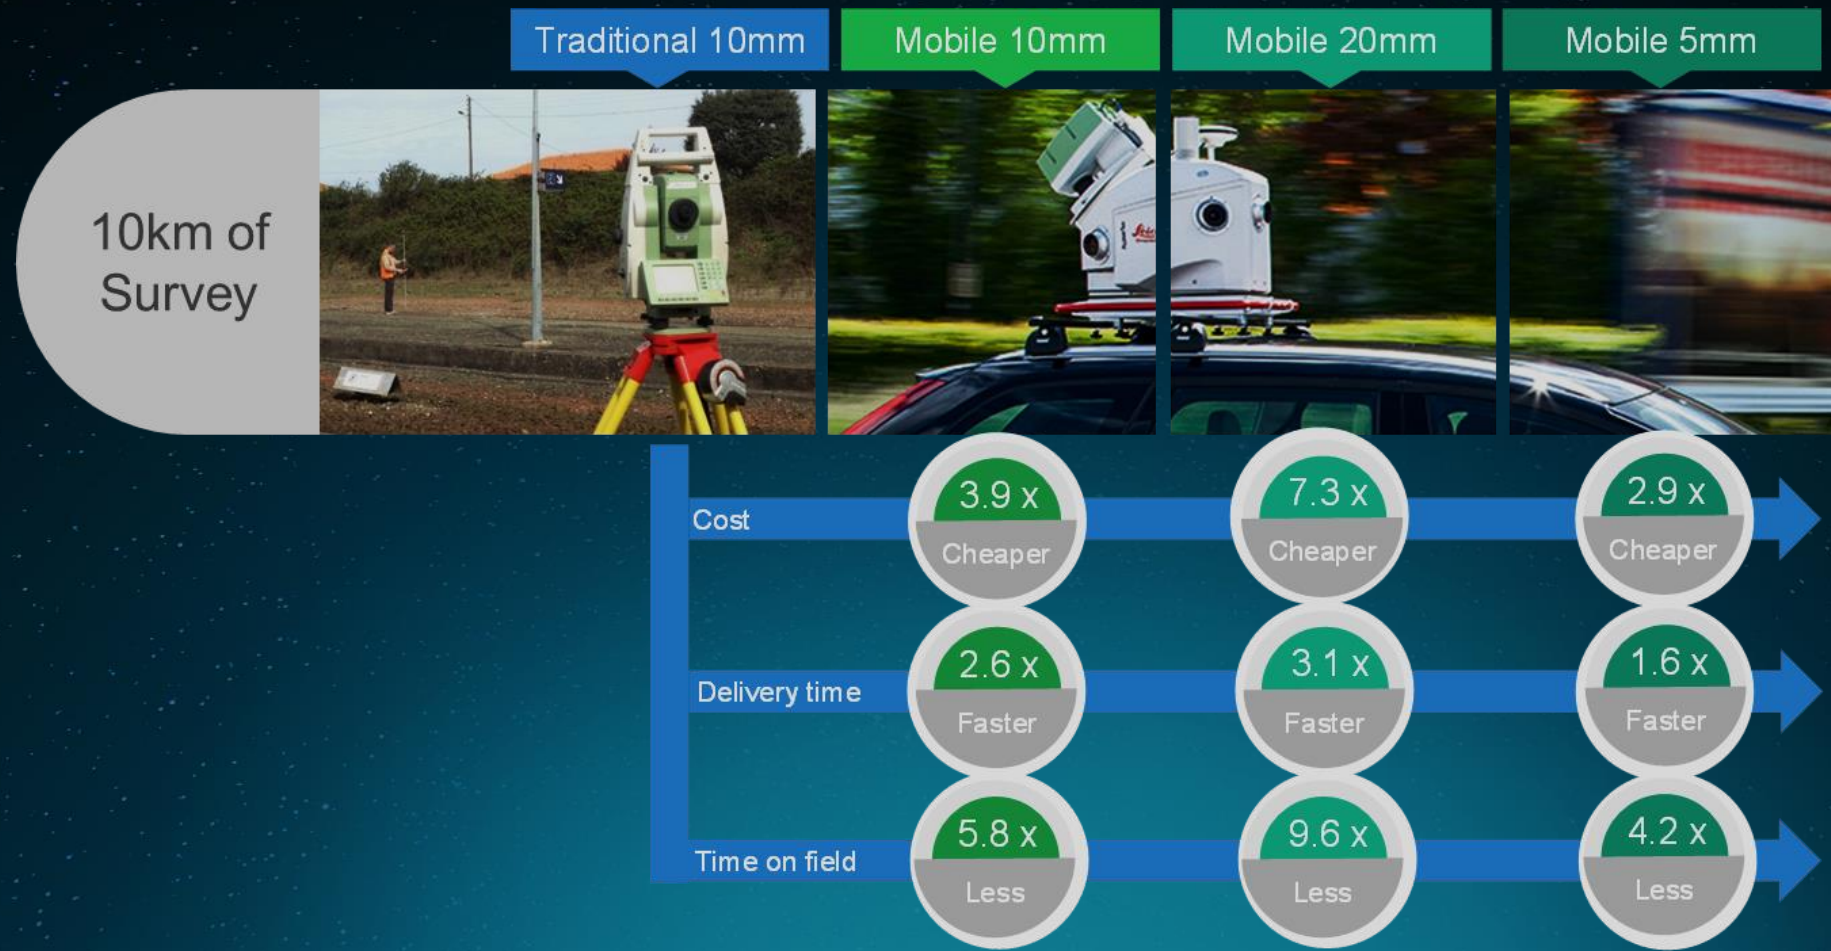 Traditional 10mm
Mobile 10mm
Mobile 20mm
Mobile 5mm
10km of
Survey
Leica
Cost
3.9 x
Cheaper
7.3 x
Cheaper
2.9 x
Cheaper
Delivery time
2.6 x
Faster
3.1 x
Faster
1.6 x
Faster
Time on field
5.8 x
Less
9.6 x
Less
4.2 x
Less